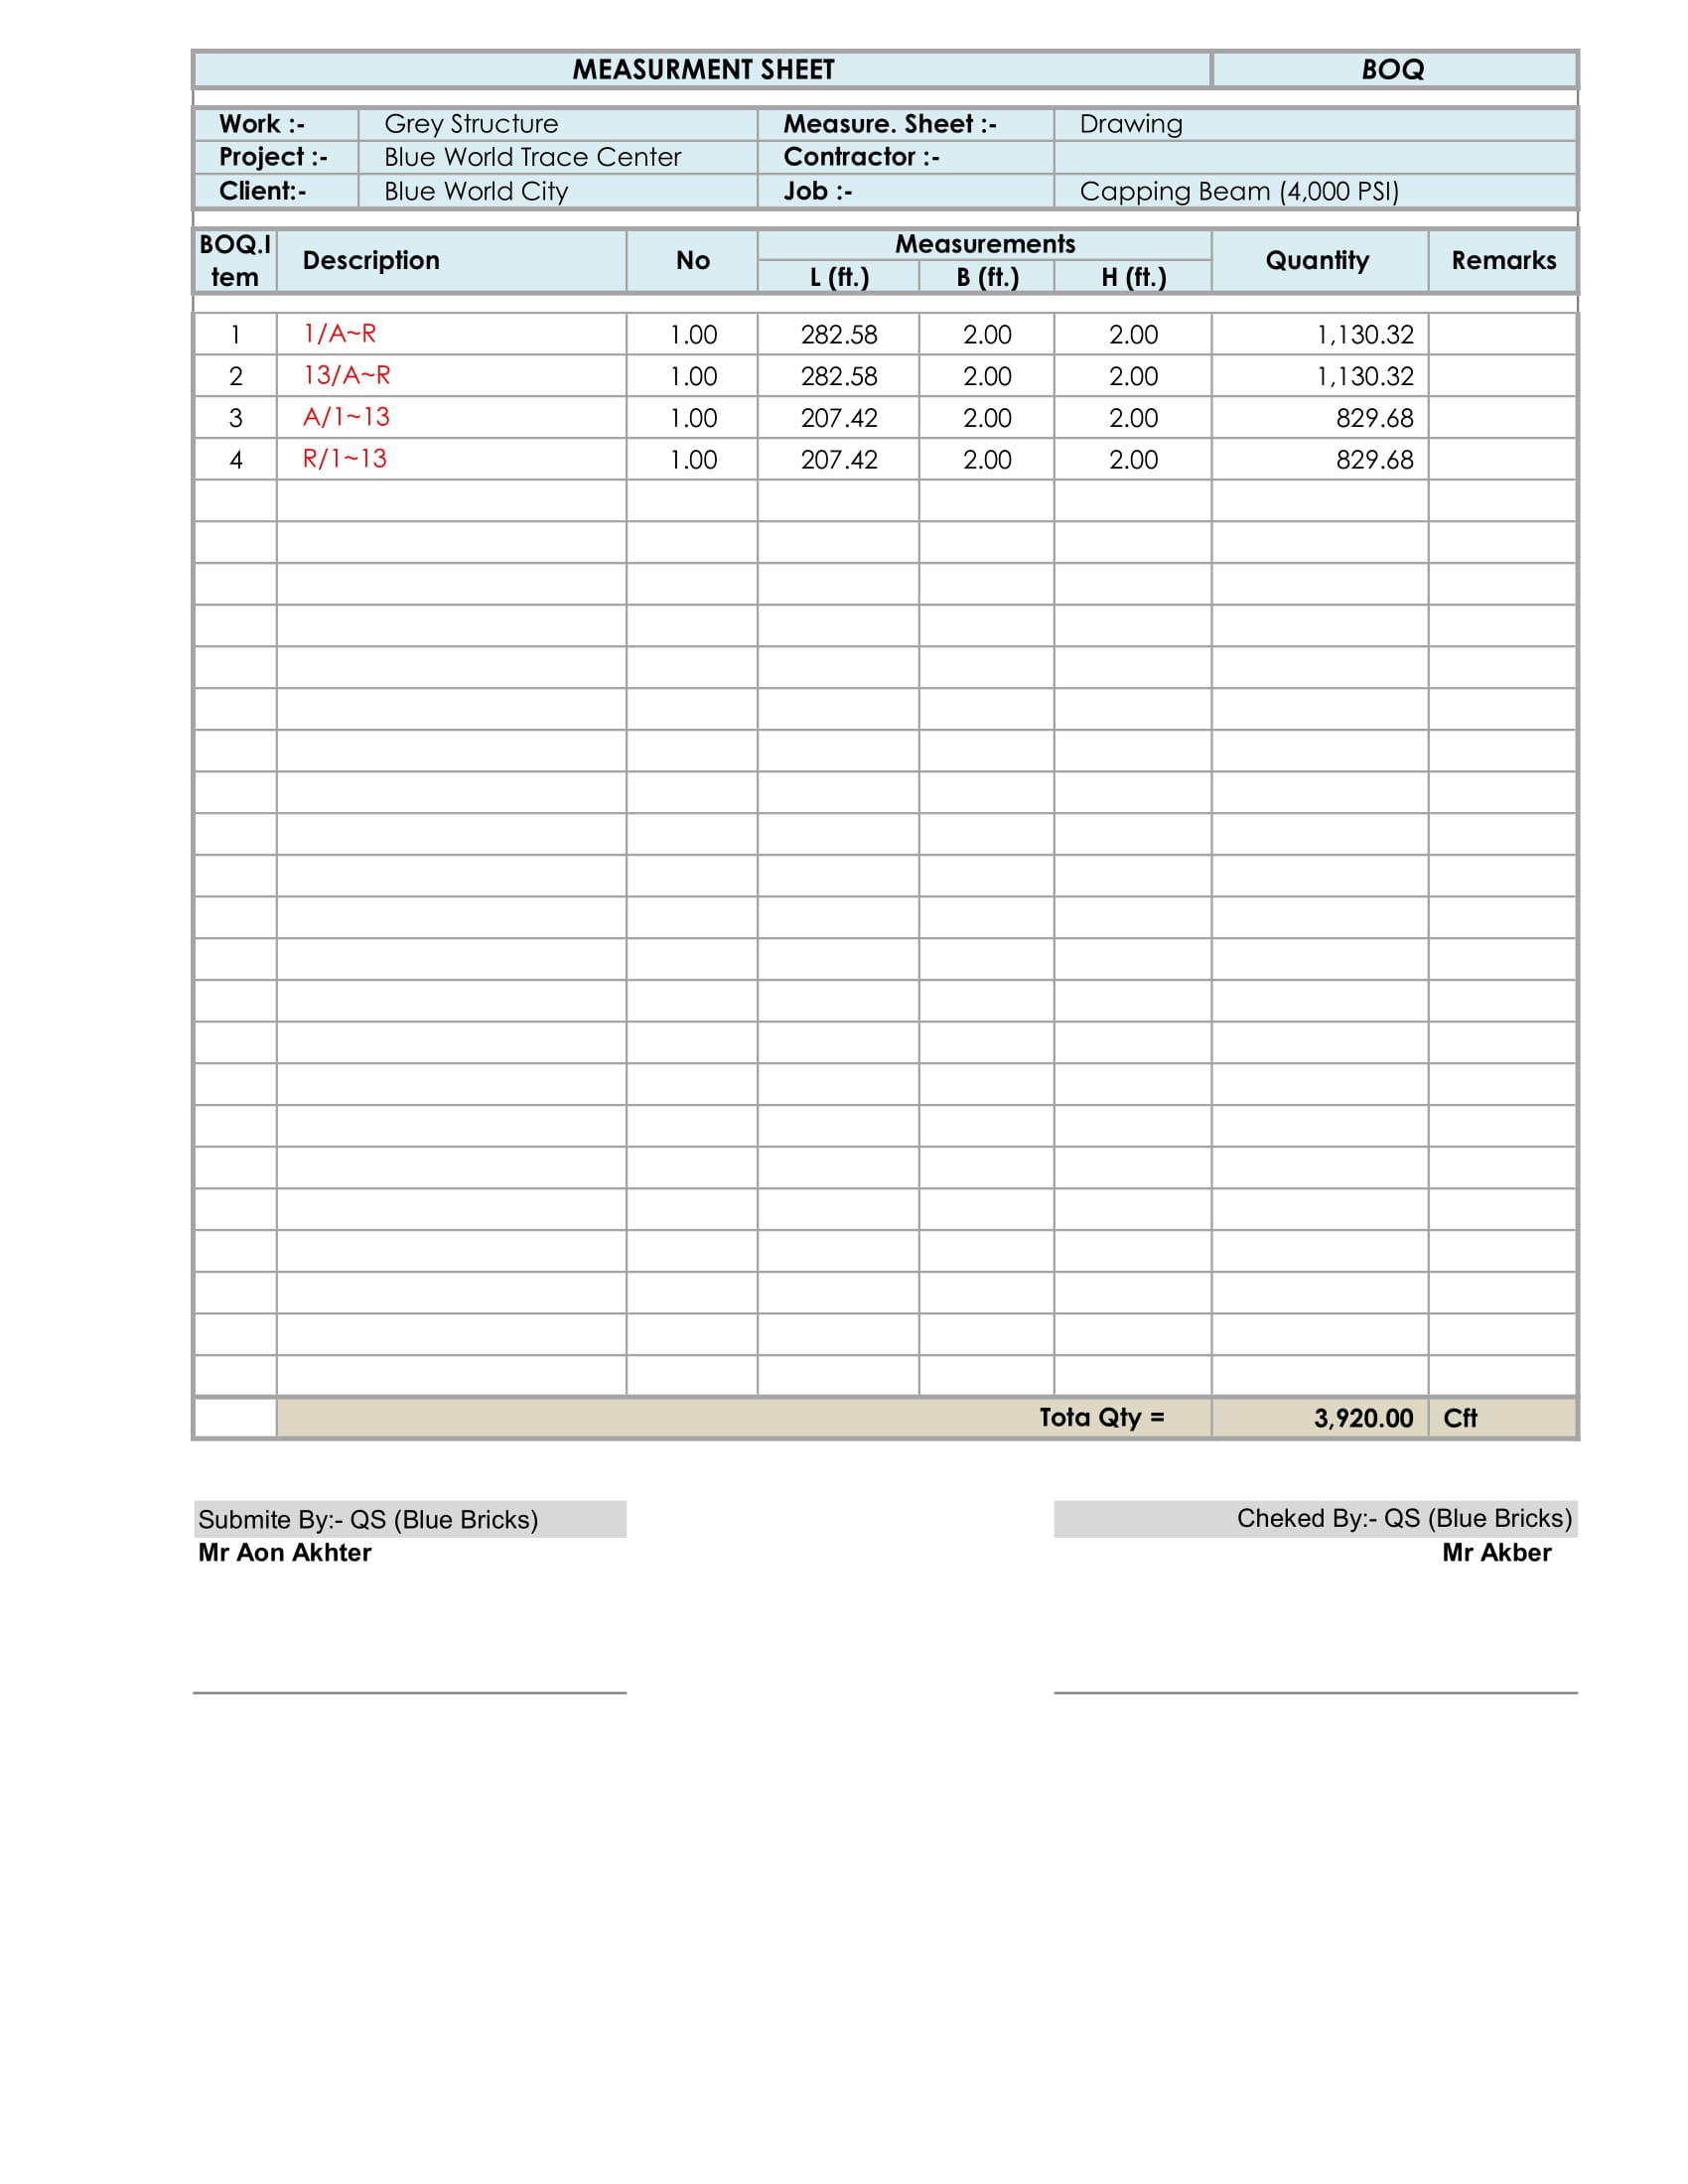 MEASURMENT SHEET BOQ
Work :- Grey Structure Measure. Sheet :- Drawing
Project :- Blue World Trace Center Contractor :-
Client:- Blue World City Job :- Capping Beam (4,000 PSI)
BOQ.I
tem Description No Measurements Quantity Remarks
L (ft.) B (ft.) H (ft.)
1 1/A~R 1.00 282.58 2.00 2.00 1,130.32
2 13/A~R 1.00 282.58 2.00 2.00 1,130.32
3 A/1~13 1.00 207.42 2.00 2.00 829.68
4 R/1~13 1.00 207.42 2.00 2.00 829.68
Tota Qty = 3,920.00 Cft
Submite By:- QS (Blue Bricks) Cheked By:- QS (Blue Bricks)
Mr Aon Akhter Mr Akber